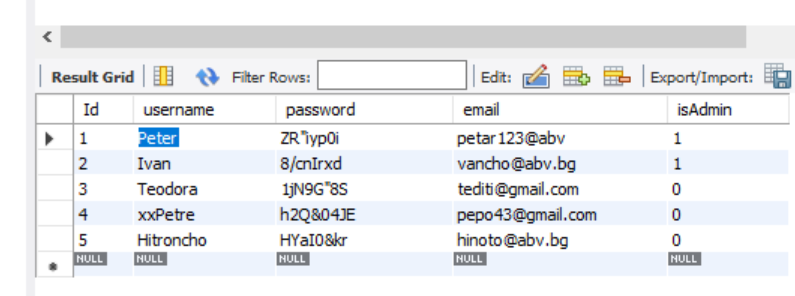 Result Grid Filter Rows: Edit: Export/Import:
Id username password email isAdmin
1 Peter ZR"iyp0i petar123@abv 1
2 Ivan 8/cnIrxd vancho@abv.bg 1
3 Teodora 1jN9G"8S tediti@gmail.com 0
4 xxPetre h2Q&04JE pepo43@gmail.com 0
5 Hitroncho HYaI0&kr hinoto@abv.bg 0
NULL NULL NULL NULL NULL